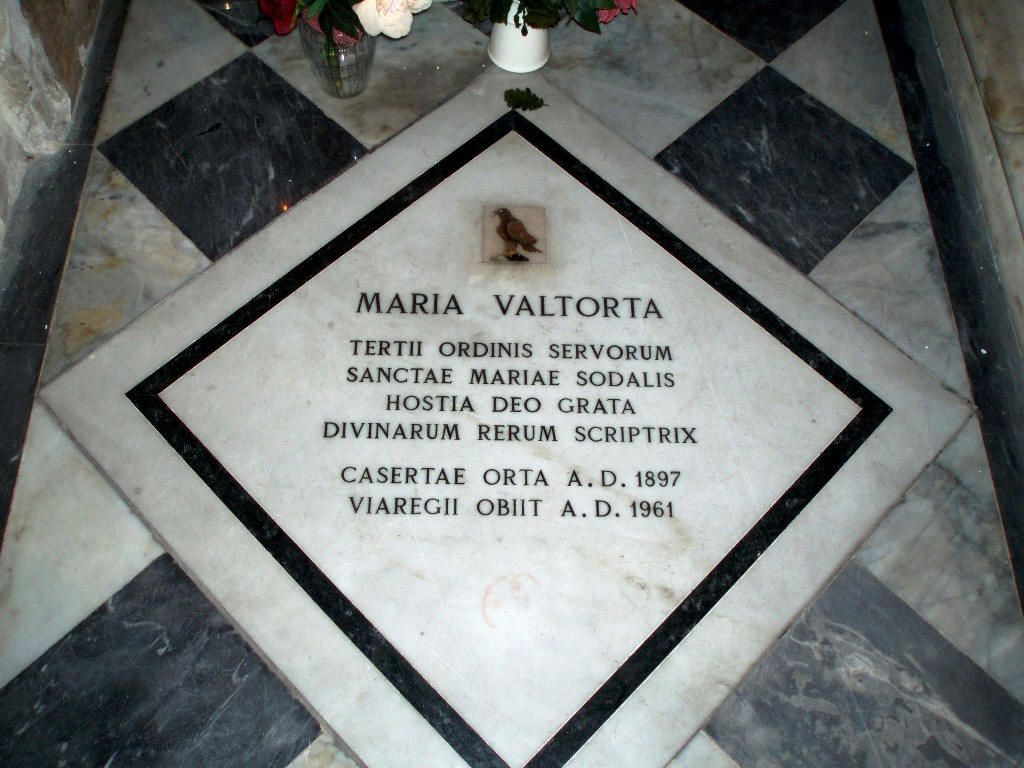 MARIA VALTORTA
TERTII ORDINIS SERVORUM
SANCTAE MARIAE SODALIS
HOSTIA DEO GRATA
DIVINARUM RERUM SCRIPTRIX
CASERTAE ORTA A.D. 1897
VIAREGII OBIIT A.D. 1961